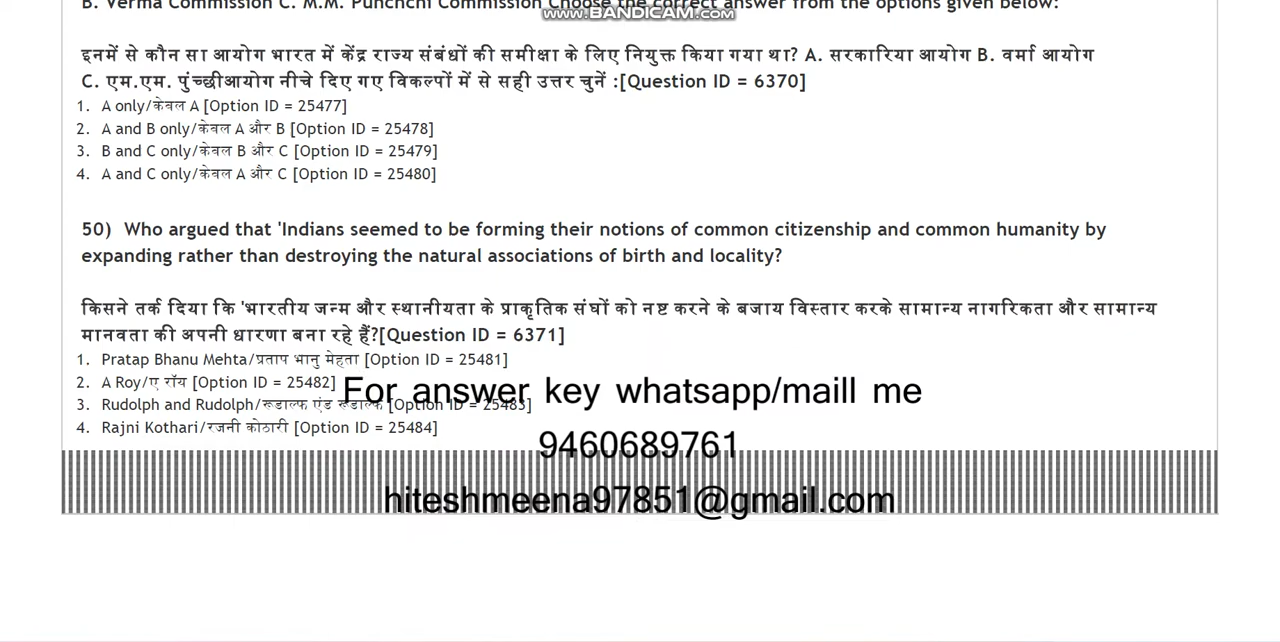 B. Verma Commission C. M.M. Punchchi Commission Choose the correct answer from the options given below:
www.BANDICAM.com
इनमें से कौन सा आयोग भारत में केंद्र राज्य संबंधों की समीक्षा के लिए नियुक्त किया गया था? A. सरकारिया आयोग B. वर्मा आयोग
C. एम.एम. पुंच्छीआयोग नीचे दिए गए विकल्पों में से सही उत्तर चुनें :[Question ID = 6370]
1. A only/केवल A [Option ID = 25477]
2. A and B only/केवल A और B [Option ID = 25478]
3. B and C only/केवल B और C [Option ID = 25479]
4. A and C only/केवल A और C [Option ID = 25480]
50) Who argued that 'Indians seemed to be forming their notions of common citizenship and common humanity by
expanding rather than destroying the natural associations of birth and locality?
किसने तर्क दिया कि 'भारतीय जन्म और स्थानीयता के प्राकृतिक संघों को नष्ट करने के बजाय विस्तार करके सामान्य नागरिकता और सामान्य
मानवता की अपनी धारणा बना रहे हैं?[Question ID = 6371]
1. Pratap Bhanu Mehta/प्रताप भानु मेहता [Option ID = 25481]
2. A Roy/ए रॉय [Option ID = 25482]
3. Rudolph and Rudolph/रूडाल्फ एंड रूडाल्फ [Option ID = 25483]
4. Rajni Kothari/रजनी कोठारी [Option ID = 25484]
For answer key whatsapp/maill me
9460689761
hiteshmeena97851@gmail.com